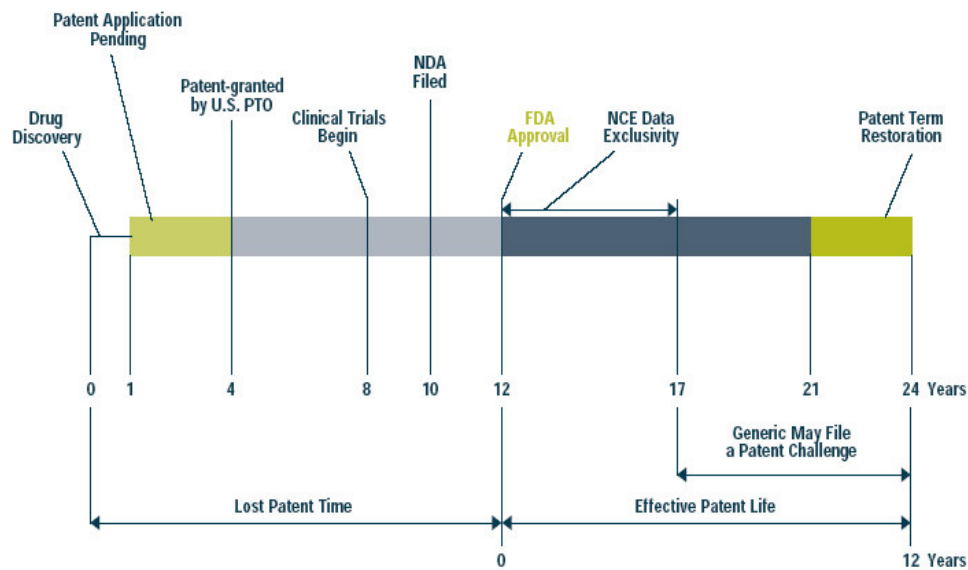 Patent Application
Pending
NDA
Filed
Patent-granted
by U.S. PTO
Drug
Discovery
Clinical Trials
Begin
FDA
Approval
NCE Data
Exclusivity
Patent Term
Restoration
0 1 4 8 10 12 17 21 24 Years
Generic May File
a Patent Challenge
Lost Patent Time
Effective Patent Life
0 12 Years